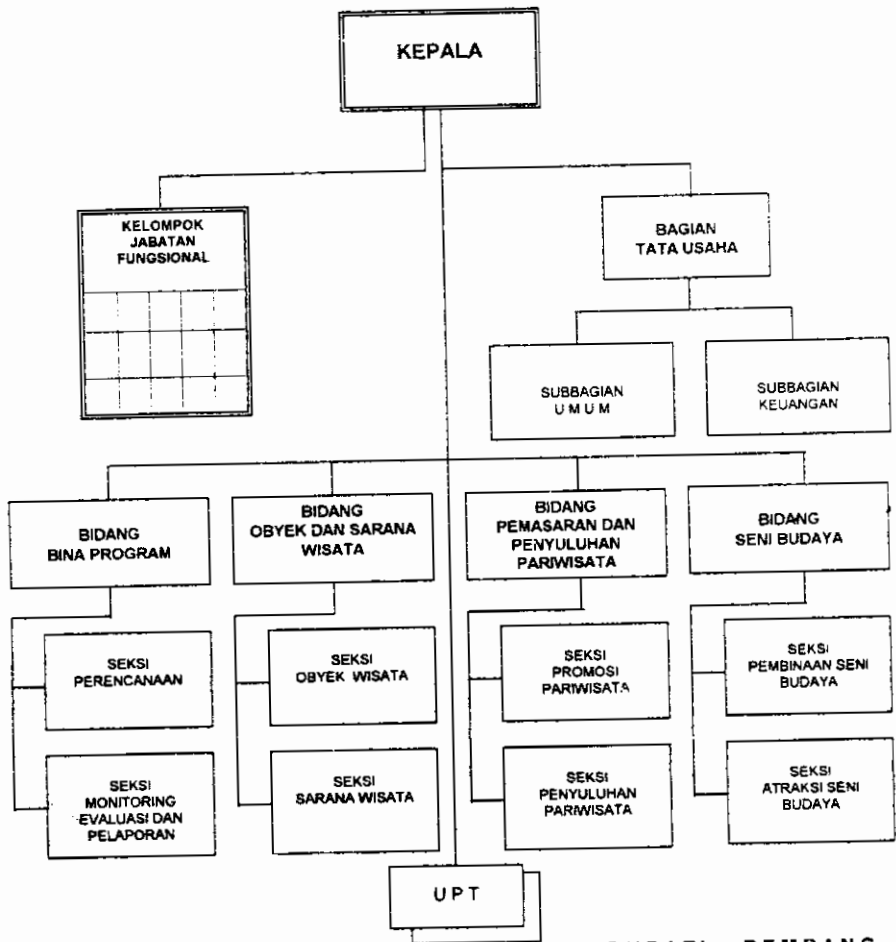 KEPALA
KELOMPOK
JABATAN
FUNGSIONAL
BAGIAN
TATA USAHA
SUBBAGIAN
U M U M
SUBBAGIAN
KEUANGAN
BIDANG
BINA PROGRAM
BIDANG
OBYEK DAN SARANA
WISATA
BIDANG
PEMASARAN DAN
PENYULUHAN
PARIWISATA
BIDANG
SENI BUDAYA
SEKSI
PERENCANAAN
SEKSI
OBYEK WISATA
SEKSI
PROMOSI
PARIWISATA
SEKSI
PEMBINAAN SENI
BUDAYA
SEKSI
MONITORING
EVALUASI DAN
PELAPORAN
SEKSI
SARANA WISATA
SEKSI
PENYULUHAN
PARIWISATA
SEKSI
ATRAKSI SENI
BUDAYA
U P T